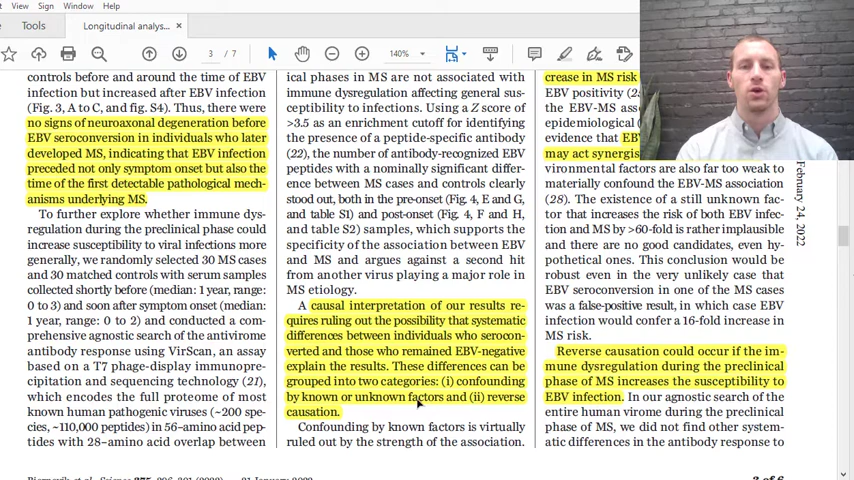 View Sign Window Help
Tools
Longitudinal analys... ×
3 / 7
140%
controls before and around the time of EBV
infection but increased after EBV infection
(Fig. 3, A to C, and fig. S4). Thus, there were
no signs of neuroaxonal degeneration before
EBV seroconversion in individuals who later
developed MS, indicating that EBV infection
preceded not only symptom onset but also the
time of the first detectable pathological mech-
anisms underlying MS.
To further explore whether immune dys-
regulation during the preclinical phase could
increase susceptibility to viral infections more
generally, we randomly selected 30 MS cases
and 30 matched controls with serum samples
collected shortly before (median: 1 year, range:
0 to 3) and soon after symptom onset (median:
1 year, range: 0 to 2) and conducted a com-
prehensive agnostic search of the antivirome
antibody response using VirScan, an assay
based on a T7 phage-display immunopre-
cipitation and sequencing technology (21),
which encodes the full proteome of most
known human pathogenic viruses (~200 spe-
cies, ~110,000 peptides) in 56–amino acid pep-
tides with 28–amino acid overlap between
ical phases in MS are not associated with
immune dysregulation affecting general sus-
ceptibility to infections. Using a Z score of
>3.5 as an enrichment cutoff for identifying
the presence of a peptide-specific antibody
(22), the number of antibody-recognized EBV
peptides with a nominally significant differ-
ence between MS cases and controls clearly
stood out, both in the pre-onset (Fig. 4, E and G,
and table S1) and post-onset (Fig. 4, F and H,
and table S2) samples, which supports the
specificity of the association between EBV
and MS and argues against a second hit
from another virus playing a major role in
MS etiology.
A causal interpretation of our results re-
quires ruling out the possibility that systematic
differences between individuals who serocon-
verted and those who remained EBV-negative
explain the results. These differences can be
grouped into two categories: (i) confounding
by known or unknown factors and (ii) reverse
causation.
Confounding by known factors is virtually
ruled out by the strength of the association.
crease in MS risk
EBV positivity
the EBV-MS
epidemiological
evidence that
may act
vironmental factors are also far too weak to
materially confound the EBV-MS association
(28). The existence of a still unknown fac-
tor that increases the risk of both EBV infec-
tion and MS by >60-fold is rather implausible
and there are no good candidates, even hy-
pothetical ones. This conclusion would be
robust even in the very unlikely case that
EBV seroconversion in one of the MS cases
was a false-positive result, in which case EBV
infection would confer a 16-fold increase in
MS risk.
Reverse causation could occur if the im-
mune dysregulation during the preclinical
phase of MS increases the susceptibility to
EBV infection. In our agnostic search of the
entire human virome during the preclinical
phase of MS, we did not find other system-
atic differences in the antibody response to
February 24, 2022